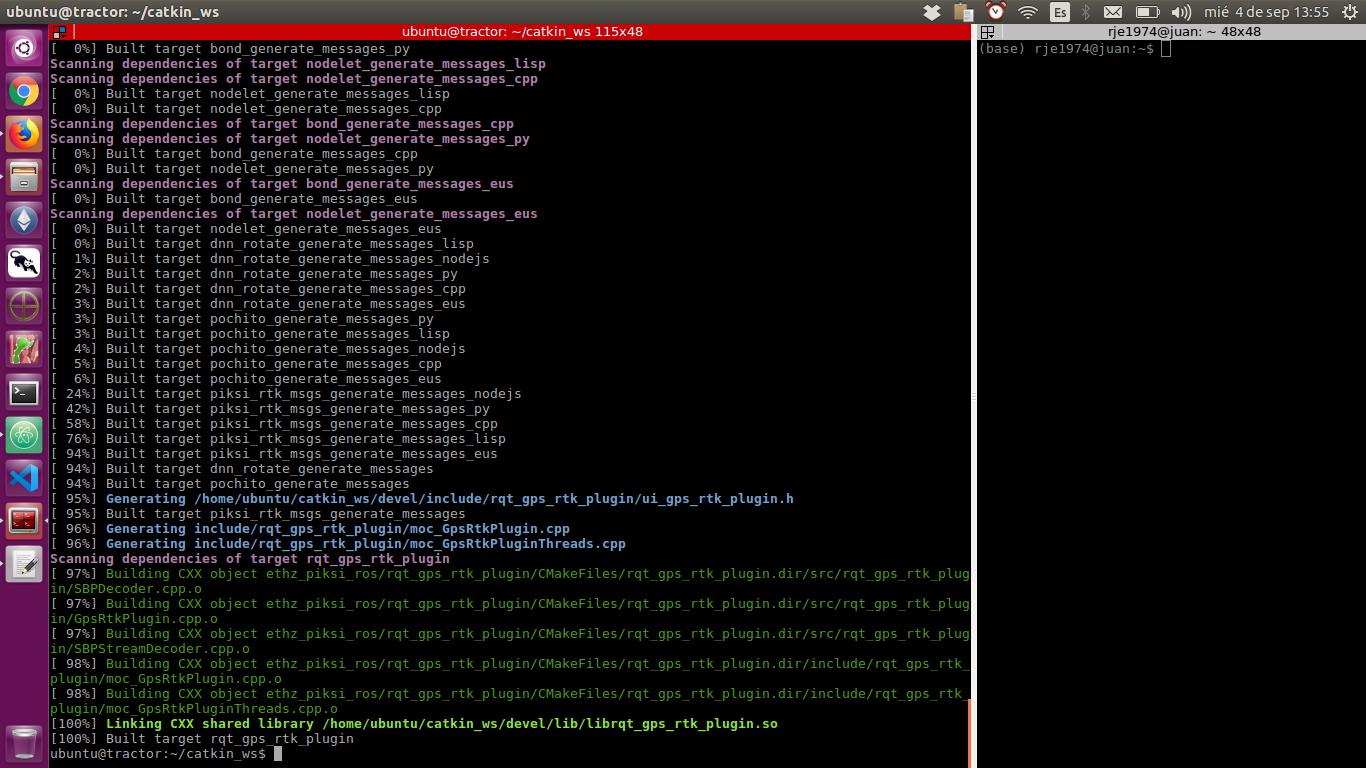 ubuntu@tractor: ~/catkin_ws
Es
mié 4 de sep 13:55
ubuntu@tractor: ~/catkin_ws 115x48
[  0%] Built target bond_generate_messages_py
Scanning dependencies of target nodelet_generate_messages_lisp
Scanning dependencies of target nodelet_generate_messages_cpp
[  0%] Built target nodelet_generate_messages_lisp
[  0%] Built target nodelet_generate_messages_cpp
Scanning dependencies of target bond_generate_messages_cpp
Scanning dependencies of target nodelet_generate_messages_py
[  0%] Built target bond_generate_messages_cpp
[  0%] Built target nodelet_generate_messages_py
Scanning dependencies of target bond_generate_messages_eus
[  0%] Built target bond_generate_messages_eus
Scanning dependencies of target nodelet_generate_messages_eus
[  0%] Built target nodelet_generate_messages_eus
[  0%] Built target dnn_rotate_generate_messages_lisp
[  1%] Built target dnn_rotate_generate_messages_nodejs
[  2%] Built target dnn_rotate_generate_messages_py
[  2%] Built target dnn_rotate_generate_messages_cpp
[  3%] Built target dnn_rotate_generate_messages_eus
[  3%] Built target pochito_generate_messages_py
[  3%] Built target pochito_generate_messages_lisp
[  4%] Built target pochito_generate_messages_nodejs
[  5%] Built target pochito_generate_messages_cpp
[  6%] Built target pochito_generate_messages_eus
[ 24%] Built target piksi_rtk_msgs_generate_messages_nodejs
[ 42%] Built target piksi_rtk_msgs_generate_messages_py
[ 58%] Built target piksi_rtk_msgs_generate_messages_cpp
[ 76%] Built target piksi_rtk_msgs_generate_messages_lisp
[ 94%] Built target piksi_rtk_msgs_generate_messages_eus
[ 94%] Built target dnn_rotate_generate_messages
[ 94%] Built target pochito_generate_messages
[ 95%] Generating /home/ubuntu/catkin_ws/devel/include/rqt_gps_rtk_plugin/ui_gps_rtk_plugin.h
[ 95%] Built target piksi_rtk_msgs_generate_messages
[ 96%] Generating include/rqt_gps_rtk_plugin/moc_GpsRtkPlugin.cpp
[ 96%] Generating include/rqt_gps_rtk_plugin/moc_GpsRtkPluginThreads.cpp
Scanning dependencies of target rqt_gps_rtk_plugin
[ 97%] Building CXX object ethz_piksi_ros/rqt_gps_rtk_plugin/CMakeFiles/rqt_gps_rtk_plugin.dir/src/rqt_gps_rtk_plug
in/SBPDecoder.cpp.o
[ 97%] Building CXX object ethz_piksi_ros/rqt_gps_rtk_plugin/CMakeFiles/rqt_gps_rtk_plugin.dir/src/rqt_gps_rtk_plug
in/GpsRtkPlugin.cpp.o
[ 97%] Building CXX object ethz_piksi_ros/rqt_gps_rtk_plugin/CMakeFiles/rqt_gps_rtk_plugin.dir/src/rqt_gps_rtk_plug
in/SBPStreamDecoder.cpp.o
[ 98%] Building CXX object ethz_piksi_ros/rqt_gps_rtk_plugin/CMakeFiles/rqt_gps_rtk_plugin.dir/include/rqt_gps_rtk_
plugin/moc_GpsRtkPlugin.cpp.o
[ 98%] Building CXX object ethz_piksi_ros/rqt_gps_rtk_plugin/CMakeFiles/rqt_gps_rtk_plugin.dir/include/rqt_gps_rtk_
plugin/moc_GpsRtkPluginThreads.cpp.o
[100%] Linking CXX shared library /home/ubuntu/catkin_ws/devel/lib/librqt_gps_rtk_plugin.so
[100%] Built target rqt_gps_rtk_plugin
ubuntu@tractor:~/catkin_ws$
rje1974@juan: ~ 48x48
(base) rje1974@juan:~$